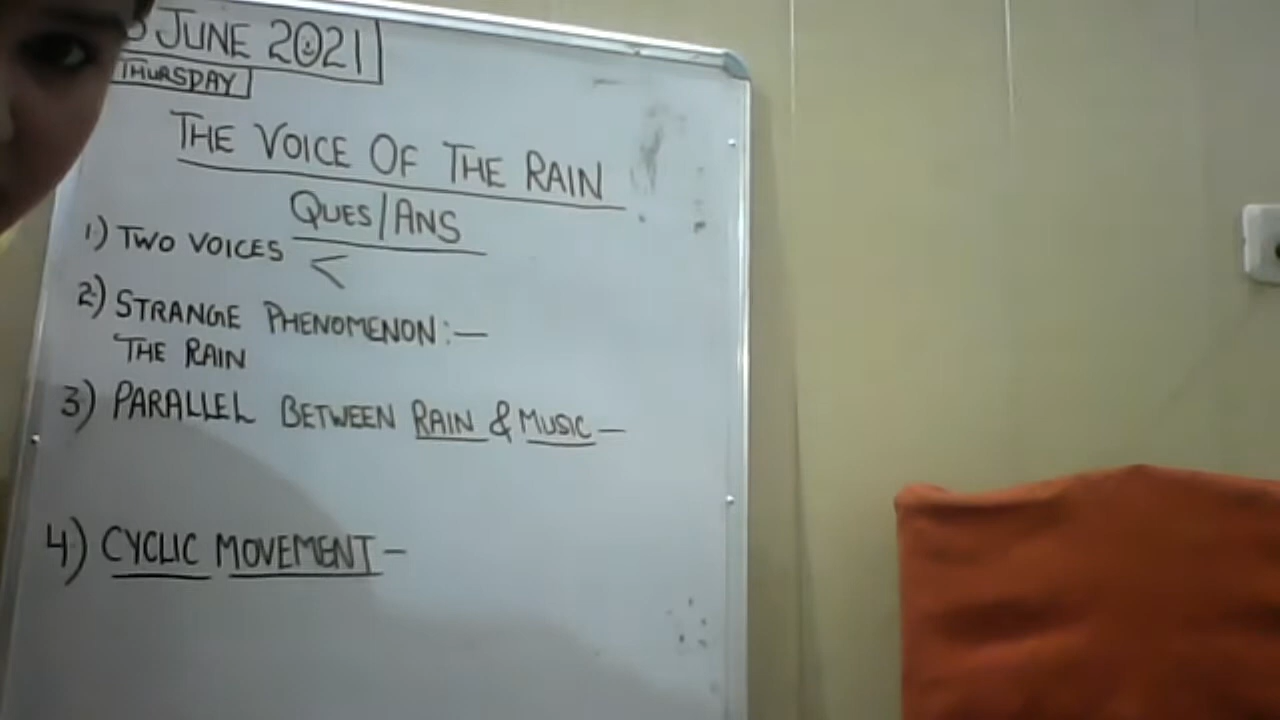 JUNE 2021
THURSDAY
THE VOICE OF THE RAIN
QUES/ANS
1) TWO VOICES <
2) STRANGE PHENOMENON:—
THE RAIN
3) PARALLEL BETWEEN RAIN & MUSIC —
4) CYCLIC MOVEMENT —